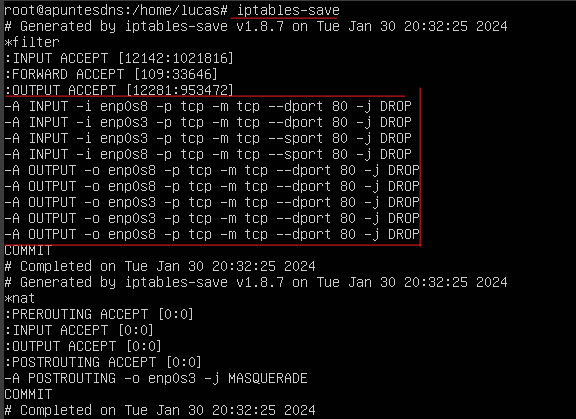 root@apuntesdns:/home/lucas# iptables-save
# Generated by iptables-save v1.8.7 on Tue Jan 30 20:32:25 2024
*filter
:INPUT ACCEPT [12142:1021816]
:FORWARD ACCEPT [109:33646]
:OUTPUT ACCEPT [12281:953472]
-A INPUT -i enp0s8 -p tcp -m tcp --dport 80 -j DROP
-A INPUT -i enp0s3 -p tcp -m tcp --dport 80 -j DROP
-A INPUT -i enp0s3 -p tcp -m tcp --sport 80 -j DROP
-A INPUT -i enp0s8 -p tcp -m tcp --sport 80 -j DROP
-A OUTPUT -o enp0s8 -p tcp -m tcp --dport 80 -j DROP
-A OUTPUT -o enp0s8 -p tcp -m tcp --dport 80 -j DROP
-A OUTPUT -o enp0s3 -p tcp -m tcp --dport 80 -j DROP
-A OUTPUT -o enp0s3 -p tcp -m tcp --dport 80 -j DROP
-A OUTPUT -o enp0s8 -p tcp -m tcp --dport 80 -j DROP
COMMIT
# Completed on Tue Jan 30 20:32:25 2024
# Generated by iptables-save v1.8.7 on Tue Jan 30 20:32:25 2024
*nat
:PREROUTING ACCEPT [0:0]
:INPUT ACCEPT [0:0]
:OUTPUT ACCEPT [0:0]
:POSTROUTING ACCEPT [0:0]
-A POSTROUTING -o enp0s3 -j MASQUERADE
COMMIT
# Completed on Tue Jan 30 20:32:25 2024